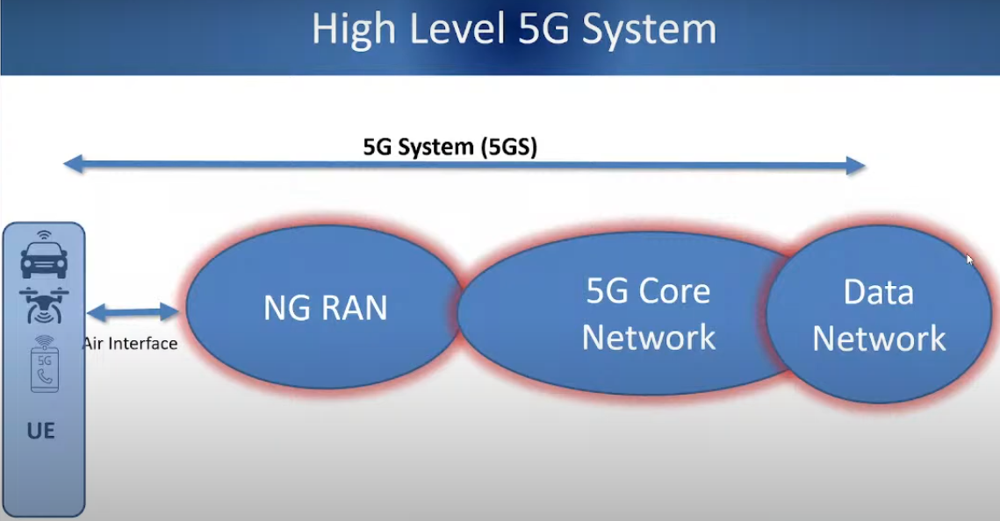 High Level 5G System
5G System (5GS)
NG RAN
5G Core
Network
Data
Network
Air Interface
5G
UE